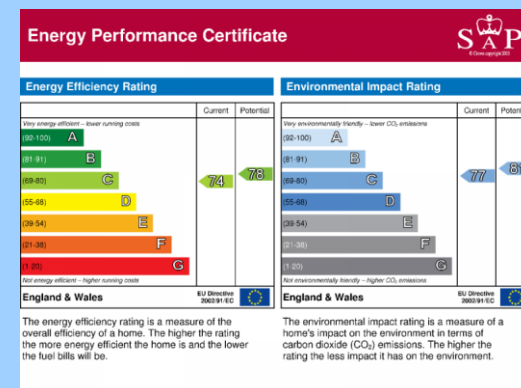 Energy Performance Certificate
SAP
© Crown copyright 2005
Energy Efficiency Rating
Current Potential
Very energy efficient – lower running costs
(92-100) A
(81-91) B
(69-80) C
(55-68) D
(39-54) E
(21-38) F
(1-20) G
74
78
Not energy efficient – higher running costs
England & Wales
EU Directive
2002/91/EC
The energy efficiency rating is a measure of the
overall efficiency of a home. The higher the rating
the more energy efficient the home is and the lower
the fuel bills will be.
Environmental Impact Rating
Current Poten
Very environmentally friendly – lower CO₂ emissions
(92-100) A
(81-91) B
(69-80) C
(55-68) D
(39-54) E
(21-38) F
(1-20) G
77
Not environmentally friendly – higher CO₂ emissions
England & Wales
EU Directive
2002/91/EC
The environmental impact rating is a measure of a
home's impact on the environment in terms of
carbon dioxide (CO₂) emissions. The higher the
rating the less impact it has on the environment.